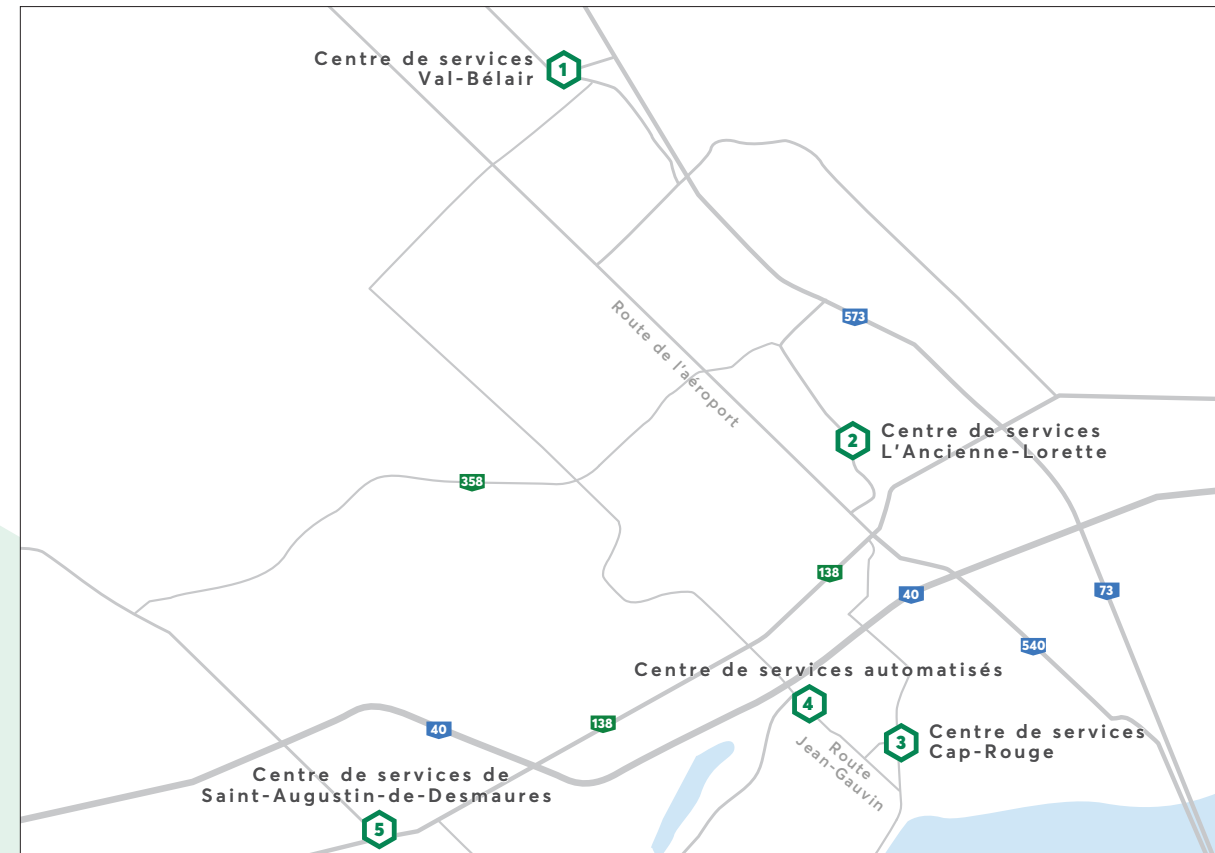 Centre de services
Val-Bélair
1
573
Route de l'aéroport
2
Centre de services
L'Ancienne-Lorette
358
138
40
73
540
Centre de services automatisés
4
138
40
3
Centre de services
Cap-Rouge
Route
Jean-Gauvin
Centre de services de
Saint-Augustin-de-Desmaures
5